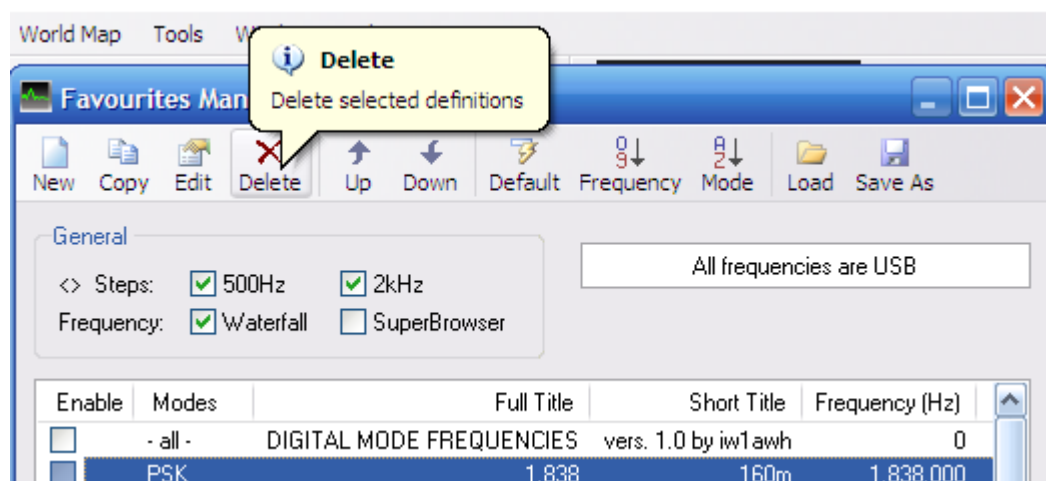 World Map Tools
Delete
Delete selected definitions
Favourites Man
New Copy Edit Delete Up Down Default Frequency Mode Load Save As
General
<> Steps: 500Hz 2kHz
Frequency: Waterfall SuperBrowser
All frequencies are USB
Enable Modes Full Title Short Title Frequency (Hz)
- all - DIGITAL MODE FREQUENCIES vers. 1.0 by iw1awh 0
PSK 1.838 160m 1.838.000